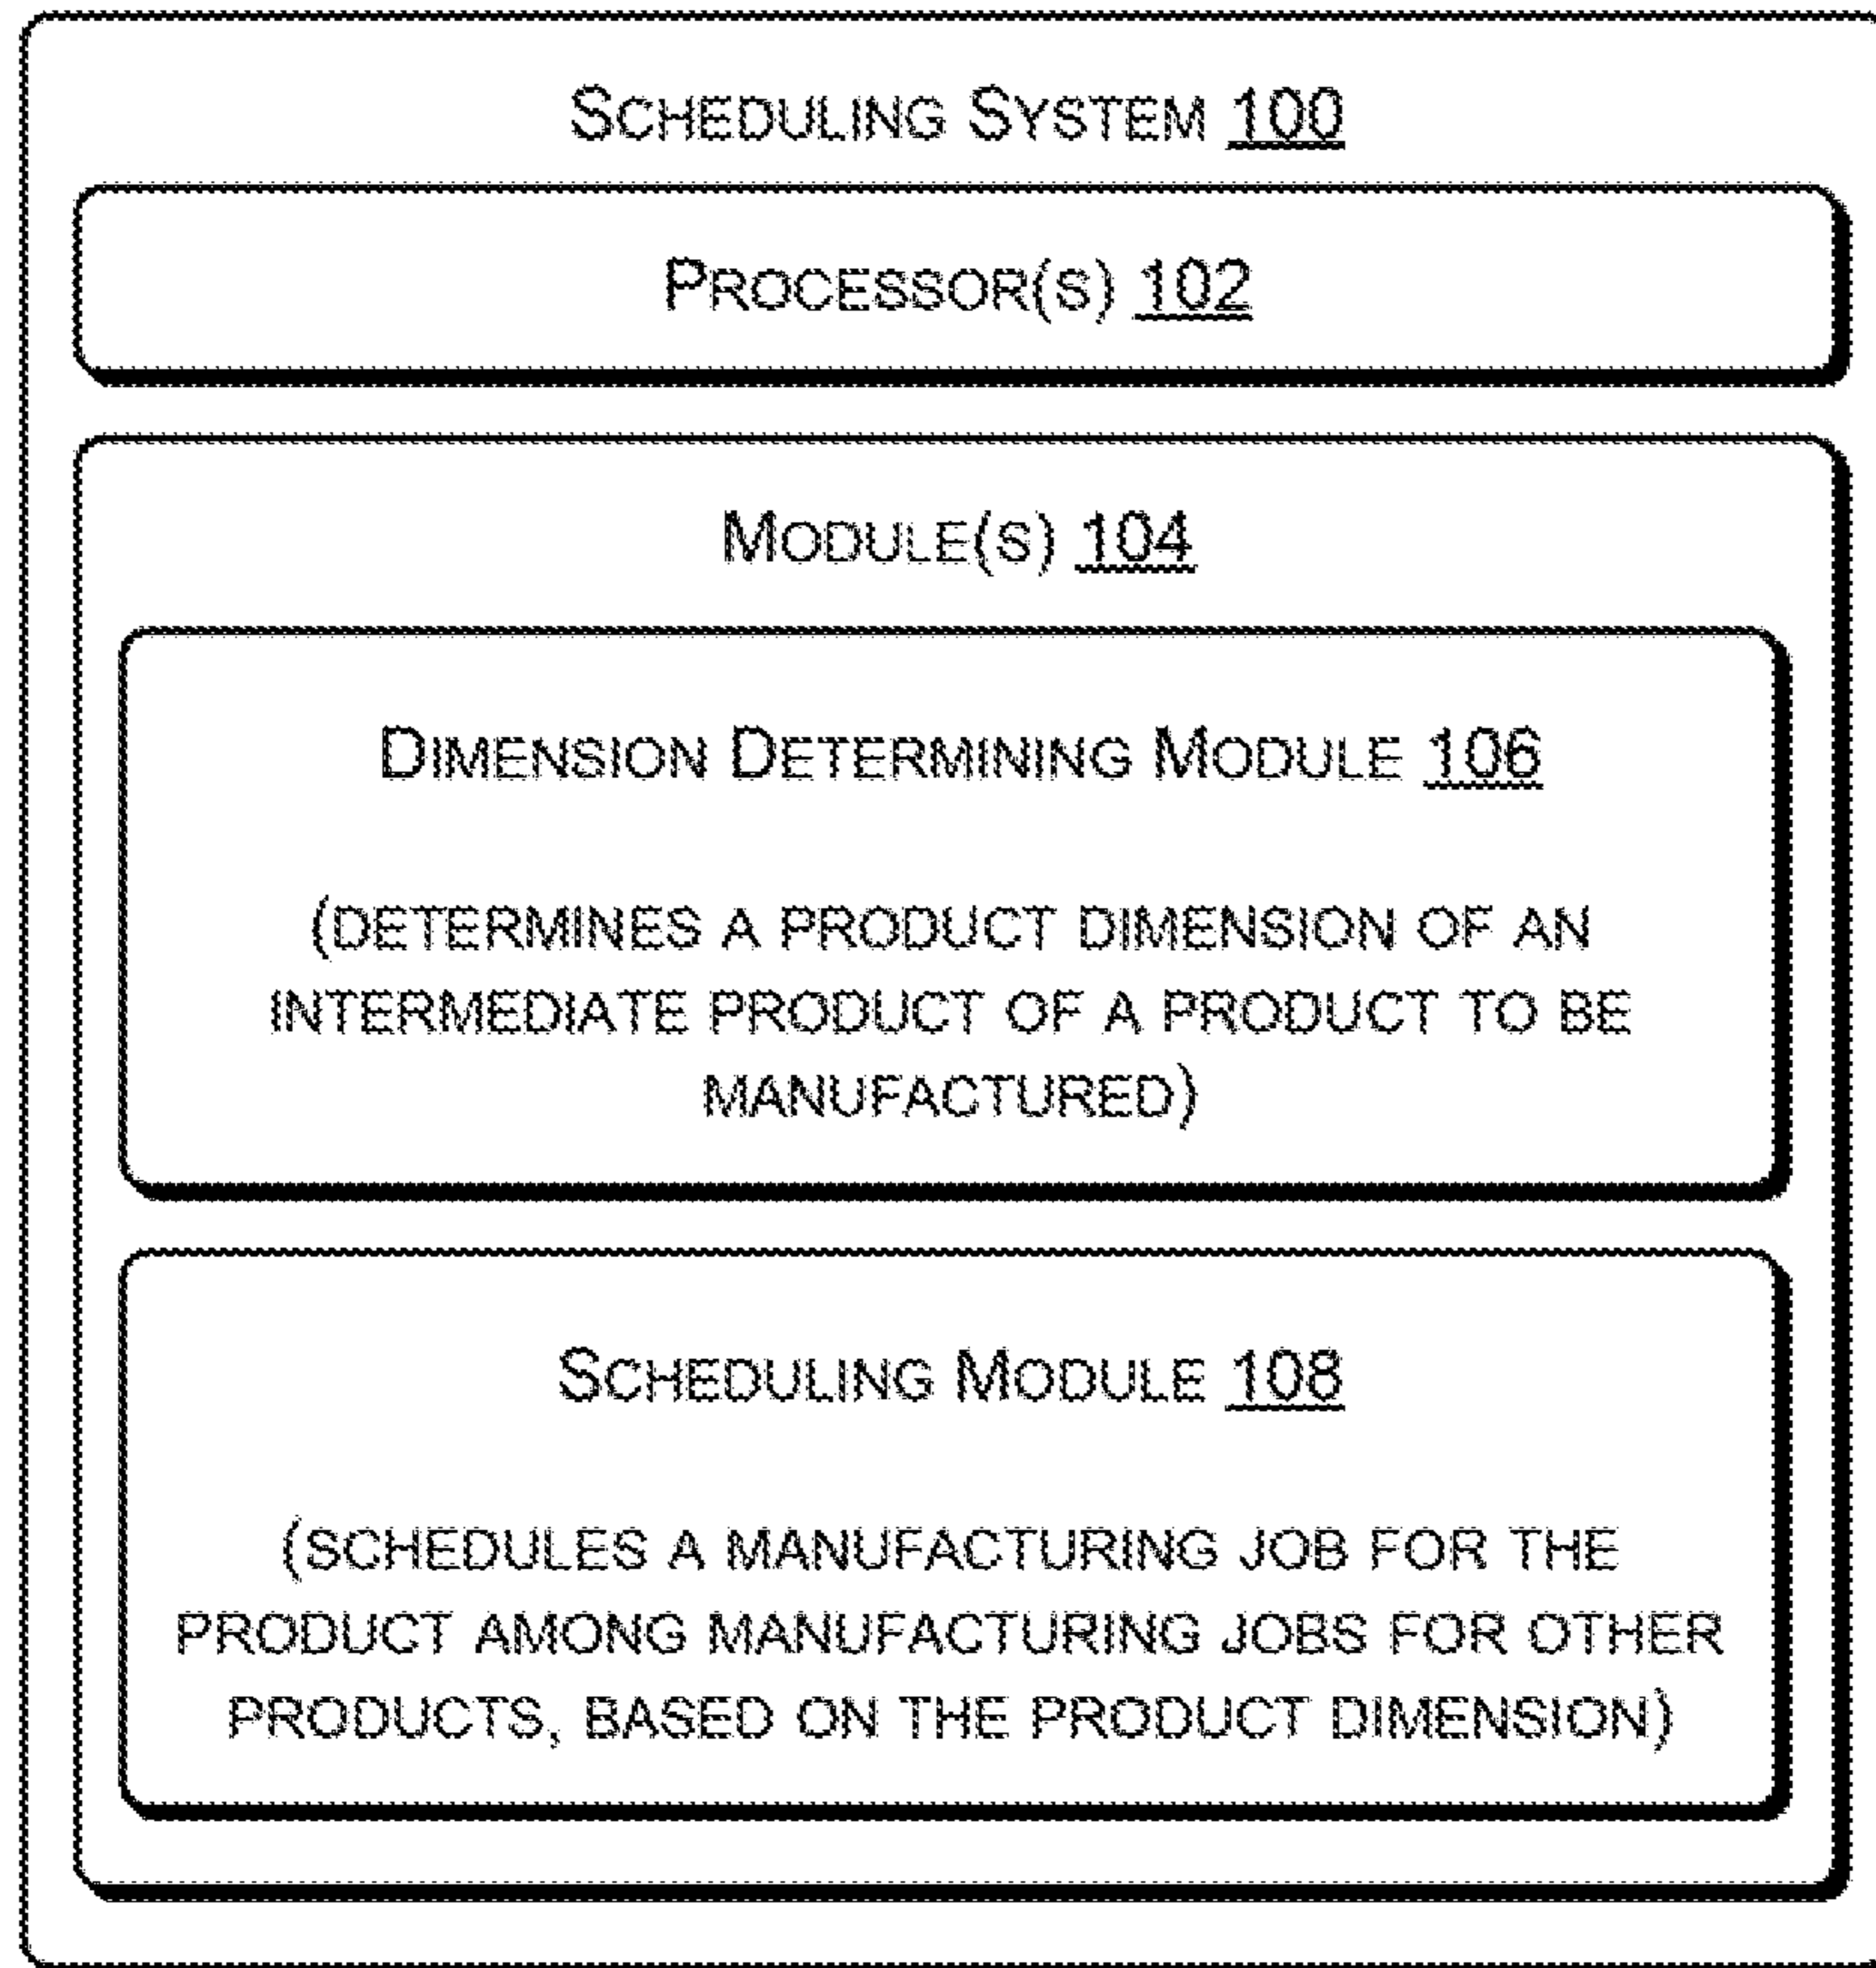 SCHEDULING SYSTEM 100
PROCESSOR(S) 102
MODULE(S) 104
DIMENSION DETERMINING MODULE 106
(DETERMINES A PRODUCT DIMENSION OF AN
INTERMEDIATE PRODUCT OF A PRODUCT TO BE
MANUFACTURED)
SCHEDULING MODULE 108
(SCHEDULES A MANUFACTURING JOB FOR THE
PRODUCT AMONG MANUFACTURING JOBS FOR OTHER
PRODUCTS, BASED ON THE PRODUCT DIMENSION)